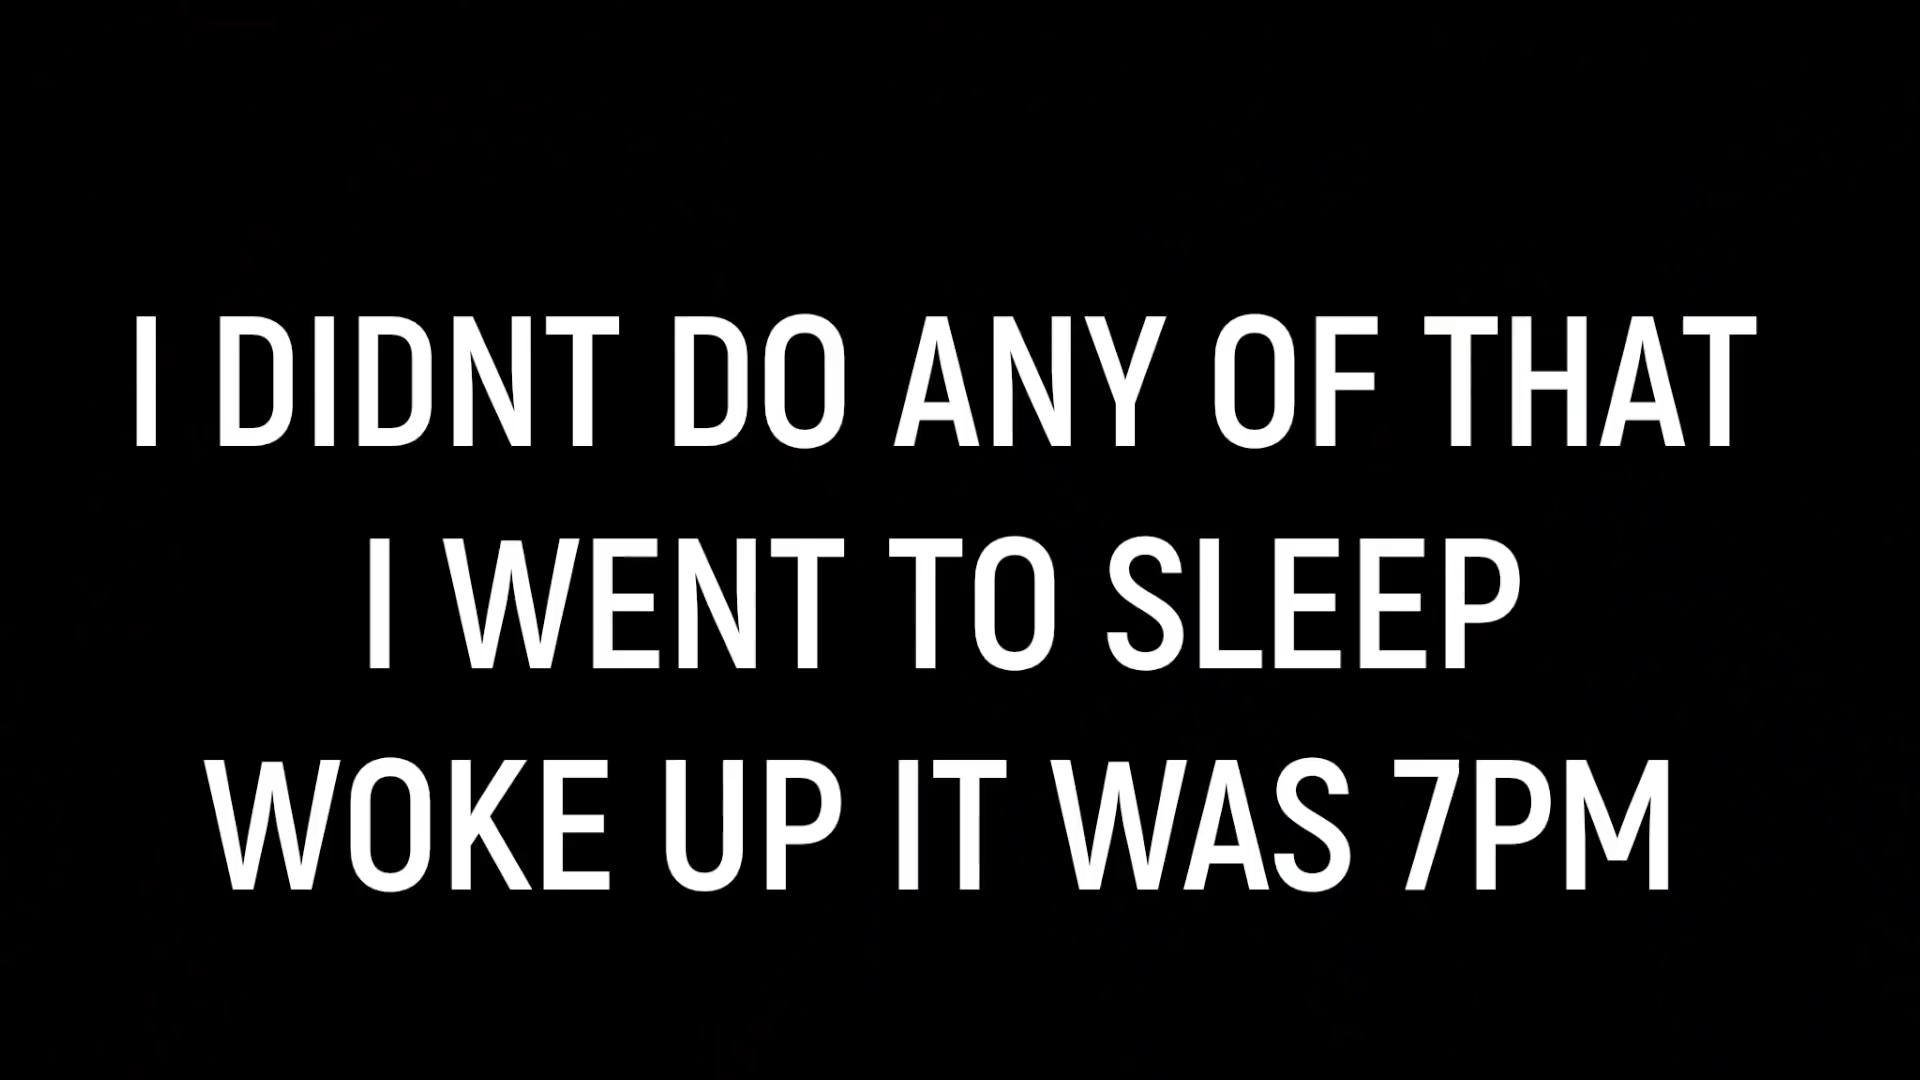 I DIDNT DO ANY OF THAT
I WENT TO SLEEP
WOKE UP IT WAS 7PM